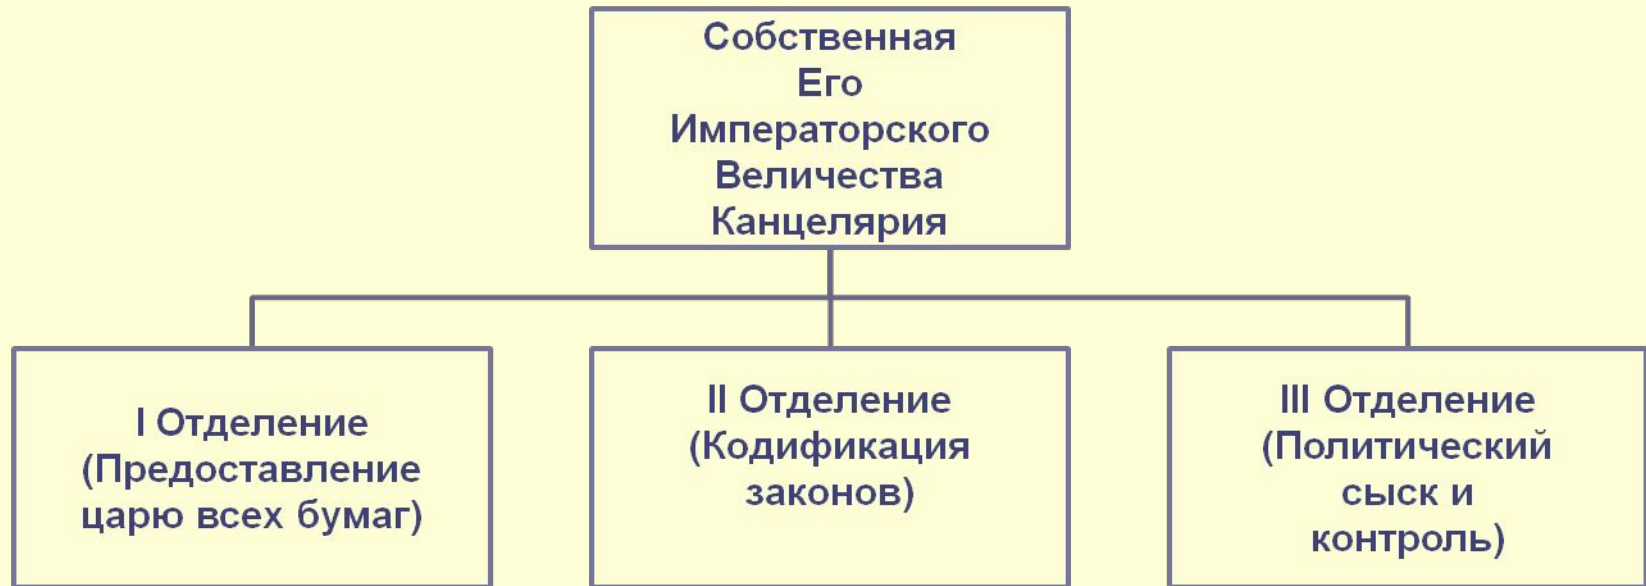 Собственная
Его
Императорского
Величества
Канцелярия
I Отделение
(Предоставление
царю всех бумаг)
II Отделение
(Кодификация
законов)
III Отделение
(Политический
сыск и
контроль)